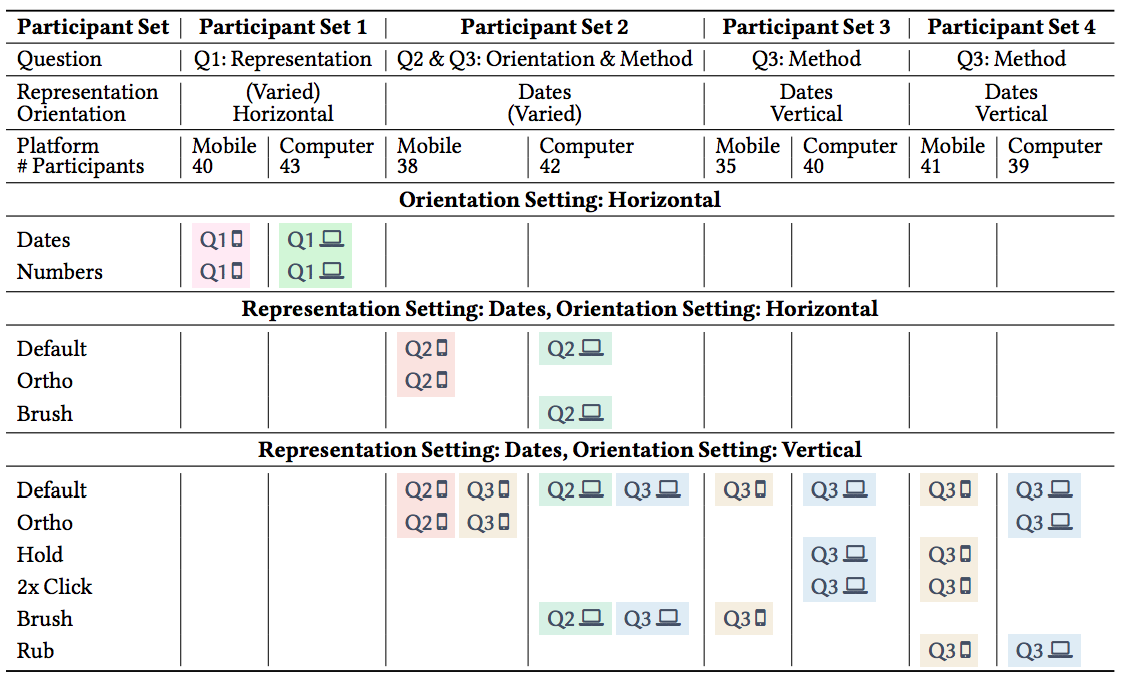 Participant Set Participant Set 1 Participant Set 2 Participant Set 3 Participant Set 4
Question Q1: Representation Q2 & Q3: Orientation & Method Q3: Method Q3: Method
Representation (Varied) Dates Dates Dates
Orientation Horizontal (Varied) Vertical Vertical
Platform Mobile Computer Mobile Computer Mobile Computer Mobile Computer
# Participants 40 43 38 42 35 40 41 39
Orientation Setting: Horizontal
Dates Q1 Q1
Numbers Q1 Q1
Representation Setting: Dates, Orientation Setting: Horizontal
Default Q2 Q2
Ortho Q2
Brush Q2
Representation Setting: Dates, Orientation Setting: Vertical
Default Q2 Q3 Q2 Q3 Q3 Q3 Q3 Q3
Ortho Q2 Q3 Q3
Hold Q3 Q3
2x Click Q3 Q3
Brush Q2 Q3 Q3
Rub Q3 Q3